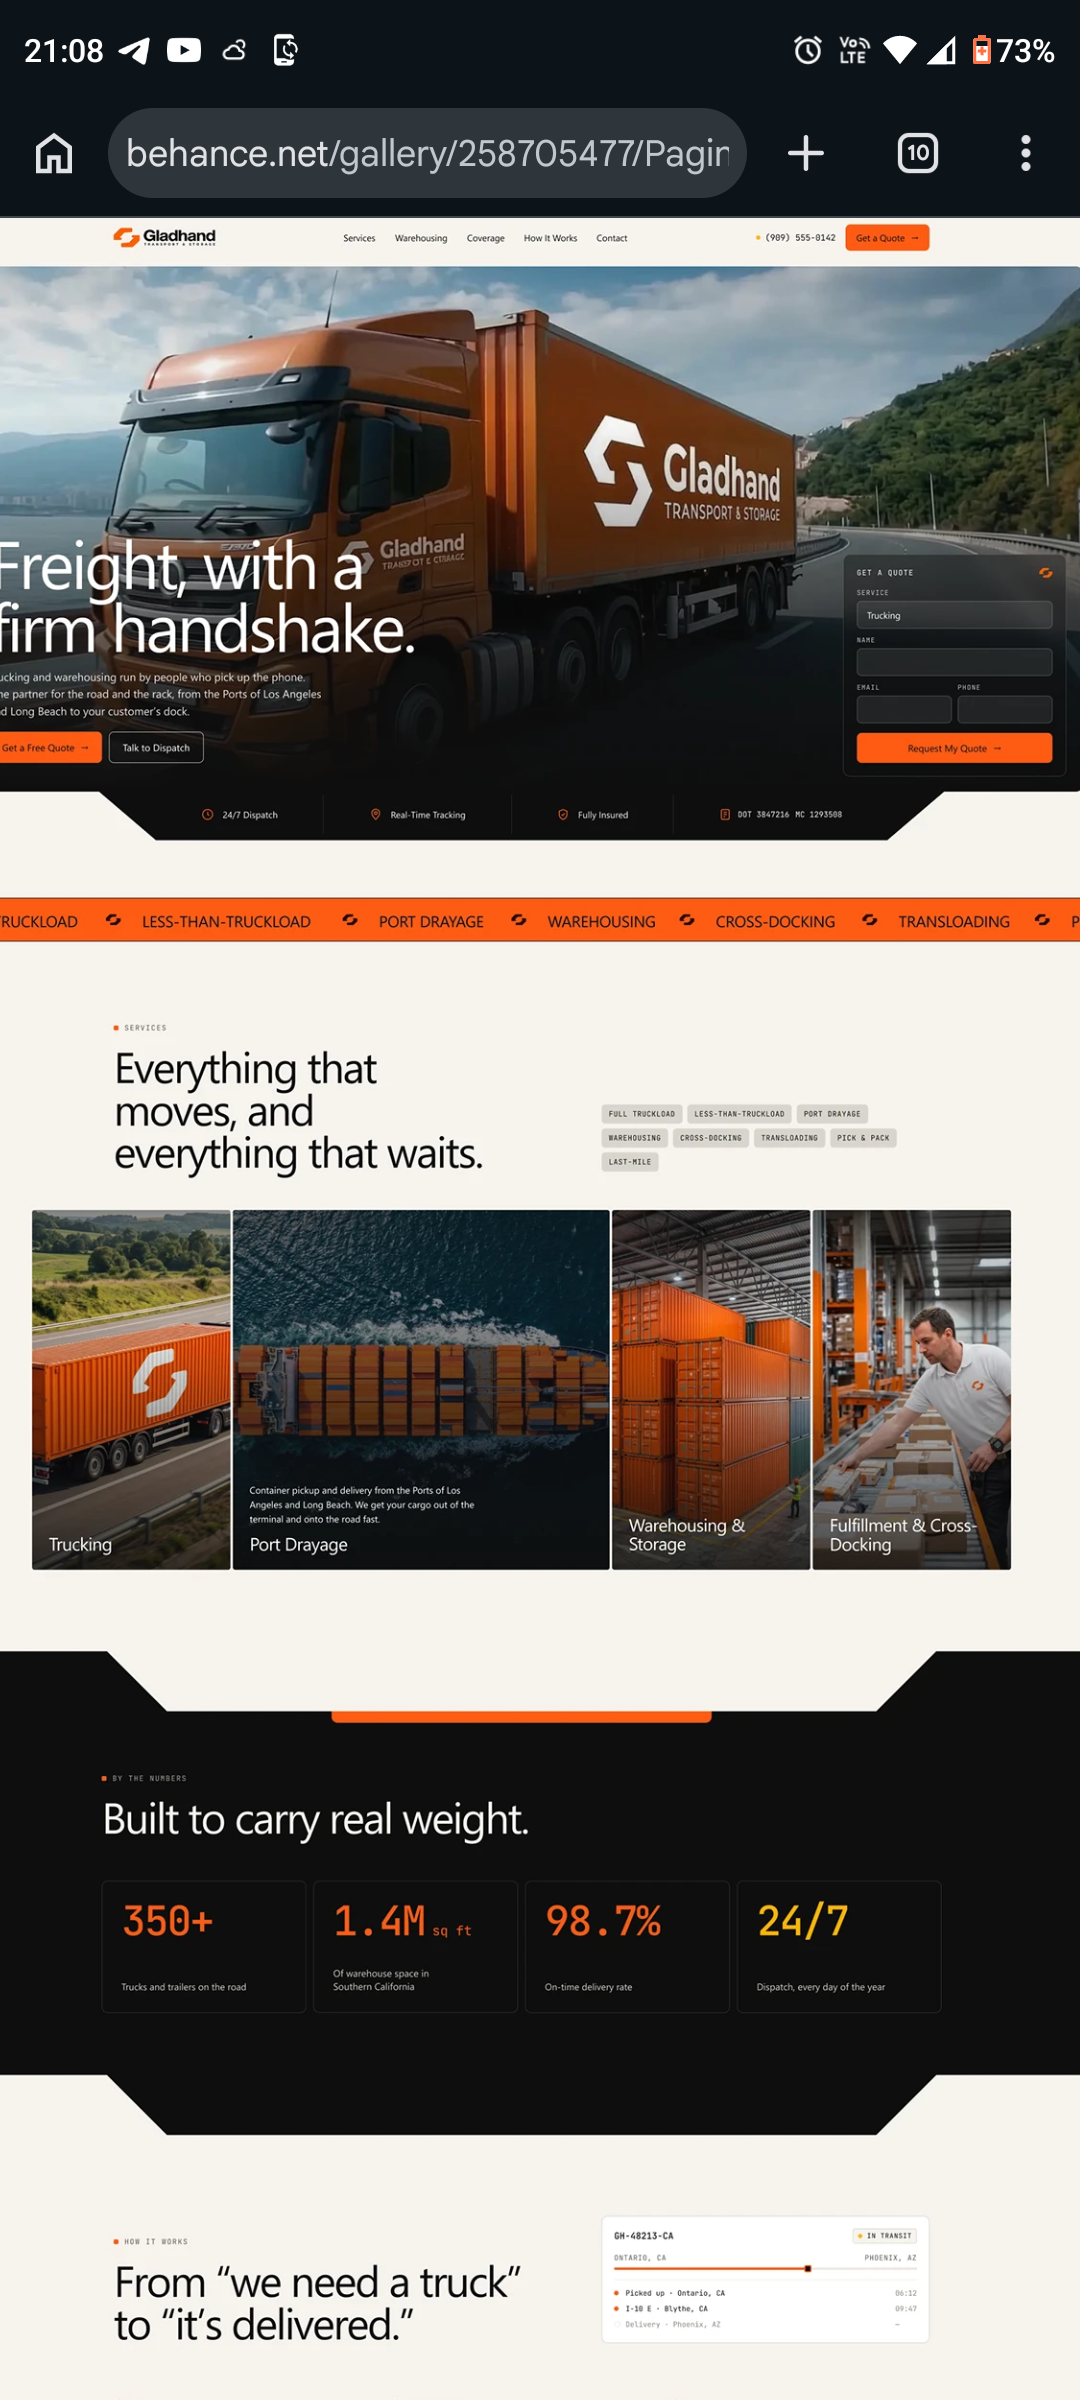 21:08
Vo
LTE
73%
behance.net/gallery/258705477/Pagin
10
Gladhand
TRANSPORT & STORAGE
Services Warehousing Coverage How It Works Contact
(909) 555-0142
Get a Quote →
Gladhand
TRANSPORT & STORAGE
Gladhand
Freight, with a
firm handshake.
ucking and warehousing run by people who pick up the phone.
ne partner for the road and the rack, from the Ports of Los Angeles
d Long Beach to your customer's dock.
Get a Free Quote →
Talk to Dispatch
GET A QUOTE
SERVICE
Trucking
NAME
EMAIL PHONE
Request My Quote →
24/7 Dispatch
Real-Time Tracking
Fully Insured
DOT 3847216 MC 1293508
RUCKLOAD LESS-THAN-TRUCKLOAD PORT DRAYAGE WAREHOUSING CROSS-DOCKING TRANSLOADING P
SERVICES
Everything that
moves, and
everything that waits.
FULL TRUCKLOAD LESS-THAN-TRUCKLOAD PORT DRAYAGE
WAREHOUSING CROSS-DOCKING TRANSLOADING PICK & PACK
LAST-MILE
Trucking
Container pickup and delivery from the Ports of Los
Angeles and Long Beach. We get your cargo out of the
terminal and onto the road fast.
Port Drayage
Warehousing &
Storage
Fulfillment & Cross-
Docking
BY THE NUMBERS
Built to carry real weight.
350+
Trucks and trailers on the road
1.4M sq ft
Of warehouse space in
Southern California
98.7%
On-time delivery rate
24/7
Dispatch, every day of the year
HOW IT WORKS
From “we need a truck”
to “it’s delivered.”
GH-48213-CA
IN TRANSIT
ONTARIO, CA PHOENIX, AZ
Picked up · Ontario, CA 06:12
I-10 E · Blythe, CA 09:47
Delivery · Phoenix, AZ —